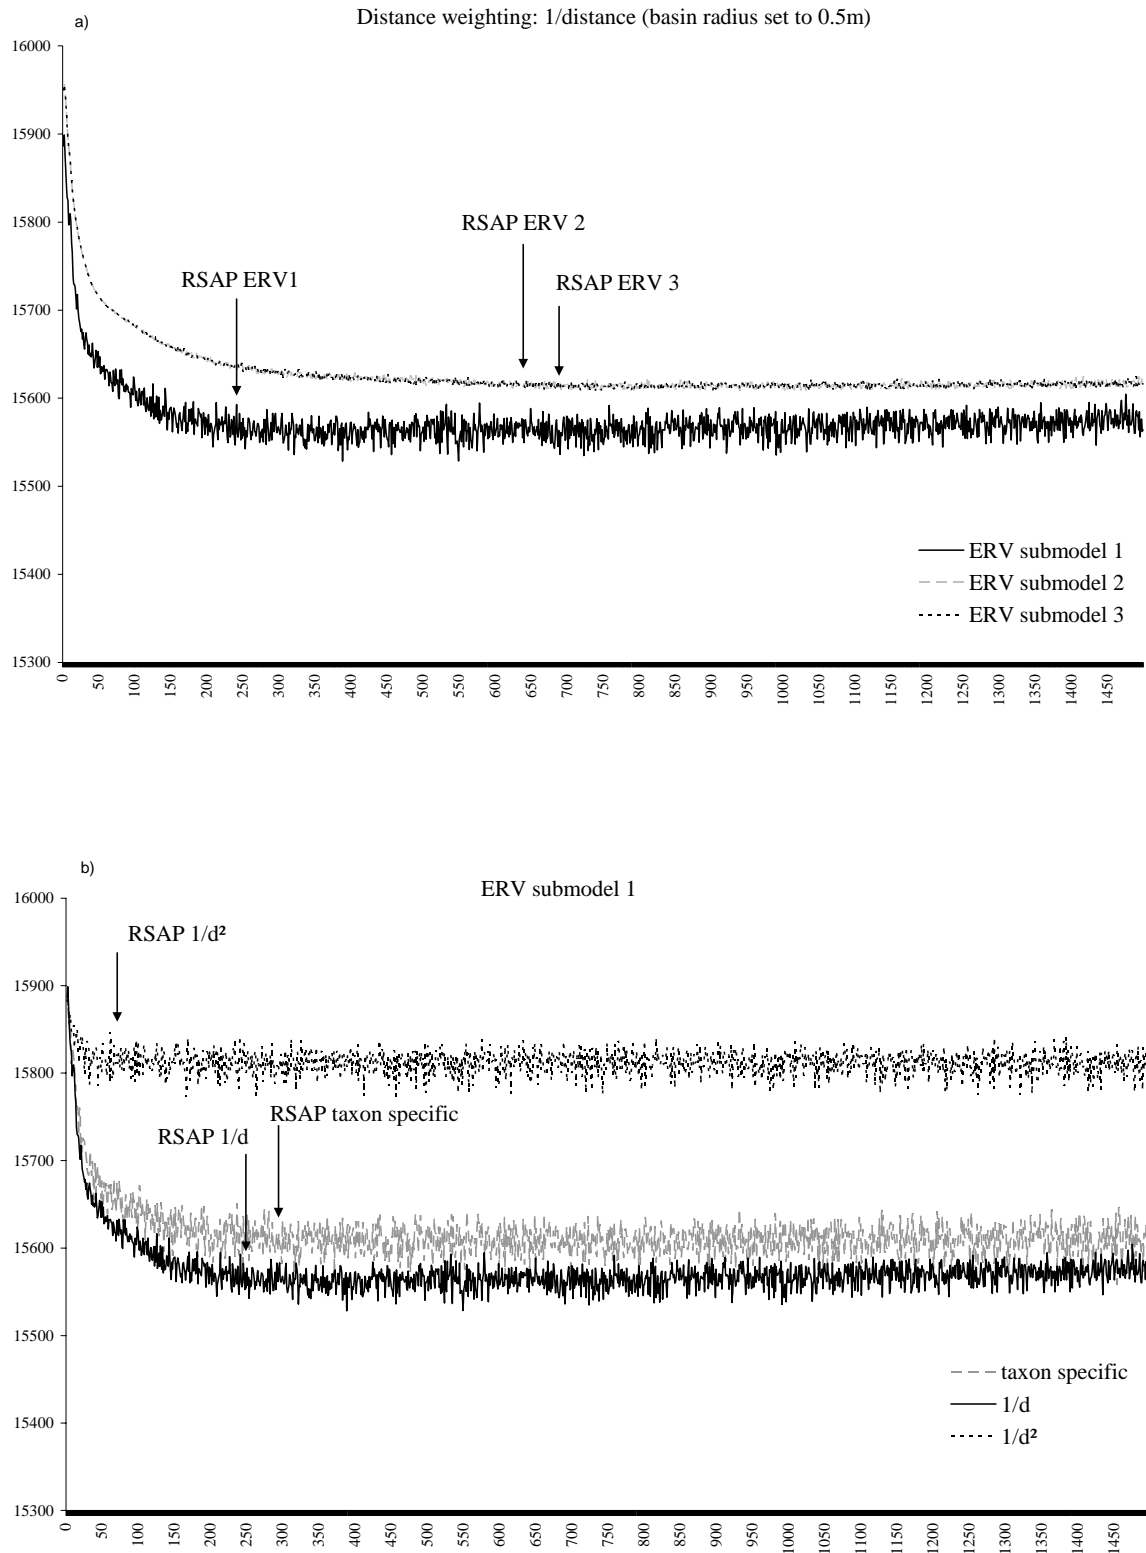 a)
Distance weighting: 1/distance (basin radius set to 0.5m)
16000
15900
15800
15700
15600
15500
15400
15300
RSAP ERV 2
RSAP ERV1
RSAP ERV 3
ERV submodel 1
ERV submodel 2
ERV submodel 3
0 50 100 150 200 250 300 350 400 450 500 550 600 650 700 750 800 850 900 950 1000 1050 1100 1150 1200 1250 1300 1350 1400 1450
b)
ERV submodel 1
16000
15900
15800
15700
15600
15500
15400
15300
RSAP 1/d²
RSAP taxon specific
RSAP 1/d
taxon specific
1/d
1/d²
0 50 100 150 200 250 300 350 400 450 500 550 600 650 700 750 800 850 900 950 1000 1050 1100 1150 1200 1250 1300 1350 1400 1450